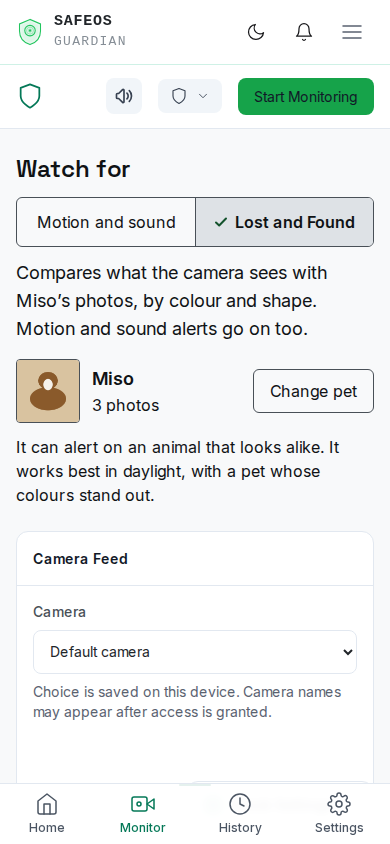 SAFEOS
GUARDIAN
Start Monitoring
Watch for
Motion and sound
Lost and Found
Compares what the camera sees with
Miso’s photos, by colour and shape.
Motion and sound alerts go on too.
Miso
3 photos
Change pet
It can alert on an animal that looks alike. It
works best in daylight, with a pet whose
colours stand out.
Camera Feed
Camera
Default camera
Choice is saved on this device. Camera names
may appear after access is granted.
Home
Monitor
History
Settings